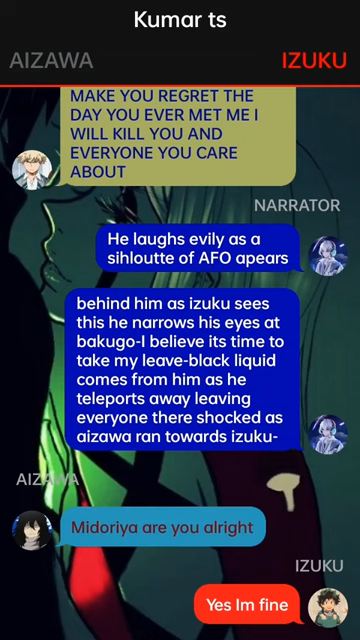 Kumar ts
AIZAWA
IZUKU
MAKE YOU REGRET THE
DAY YOU EVER MET ME I
WILL KILL YOU AND
EVERYONE YOU CARE
ABOUT
NARRATOR
He laughs evily as a
sihloutte of AFO apears
behind him as izuku sees
this he narrows his eyes at
bakugo-I believe its time to
take my leave-black liquid
comes from him as he
teleports away leaving
everyone there shocked as
aizawa ran towards izuku-
AIZAWA
Midoriya are you alright
IZUKU
Yes Im fine